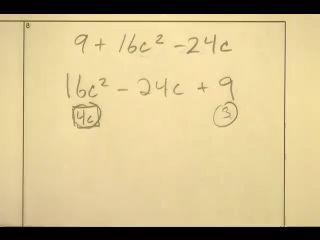 8
9 + 16c² - 24c
16c² - 24c + 9
4c 3